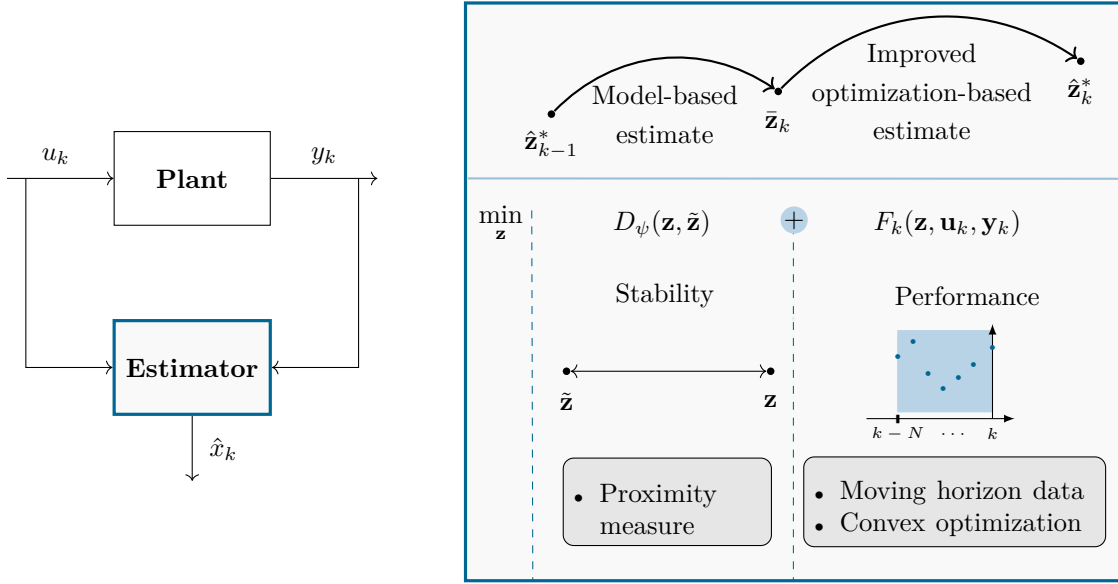 u_k
y_k
Plant
Estimator
x̂_k
Model-based
estimate
Improved
optimization-based
estimate
ẑ*_{k−1}
z̄_k
ẑ*_k
min
z
D_ψ(z, z̃)
+
F_k(z, u_k, y_k)
Stability
Performance
z̃
z
k − N
· · ·
k
• Proximity
measure
• Moving horizon data
• Convex optimization